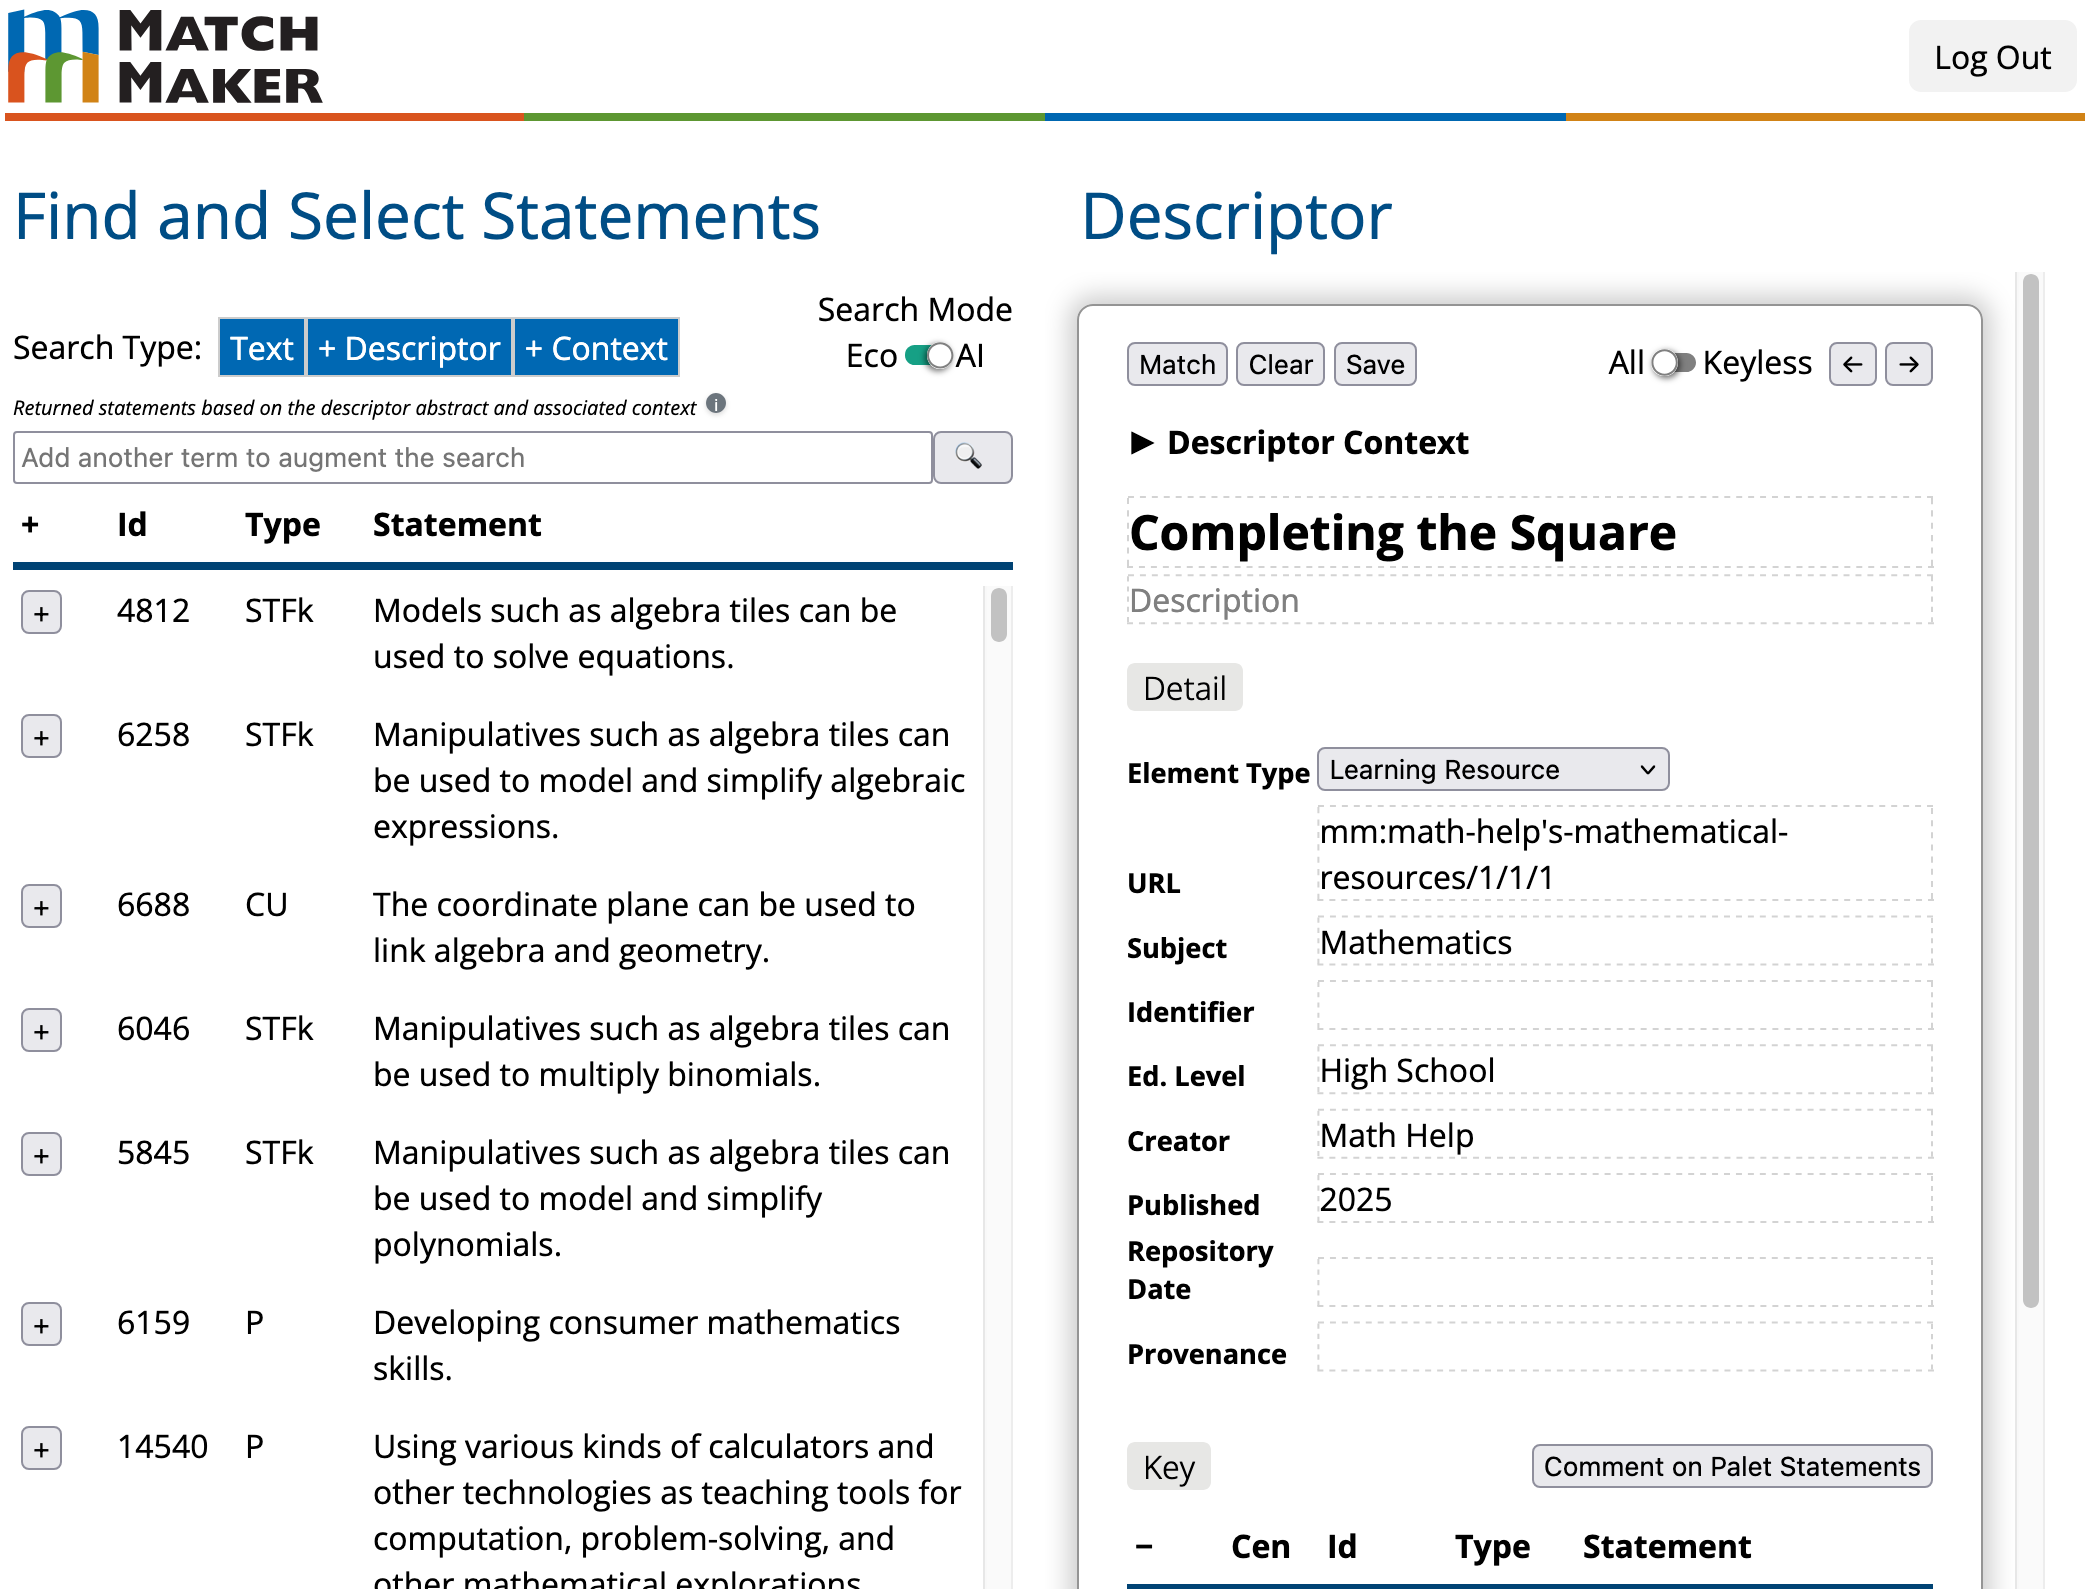 MATCH
MAKER
Log Out
Find and Select Statements
Search Type: Text + Descriptor + Context
Search Mode
Eco AI
Returned statements based on the descriptor abstract and associated context i
Add another term to augment the search
+ Id Type Statement
+ 4812 STFk Models such as algebra tiles can be
used to solve equations.
+ 6258 STFk Manipulatives such as algebra tiles can
be used to model and simplify algebraic
expressions.
+ 6688 CU The coordinate plane can be used to
link algebra and geometry.
+ 6046 STFk Manipulatives such as algebra tiles can
be used to multiply binomials.
+ 5845 STFk Manipulatives such as algebra tiles can
be used to model and simplify
polynomials.
+ 6159 P Developing consumer mathematics
skills.
+ 14540 P Using various kinds of calculators and
other technologies as teaching tools for
computation, problem-solving, and
other mathematical explorations
Descriptor
Match Clear Save All Keyless ← →
▶ Descriptor Context
Completing the Square
Description
Detail
Element Type Learning Resource
URL mm:math-help's-mathematical-
resources/1/1/1
Subject Mathematics
Identifier
Ed. Level High School
Creator Math Help
Published 2025
Repository
Date
Provenance
Key Comment on Palet Statements
− Cen Id Type Statement